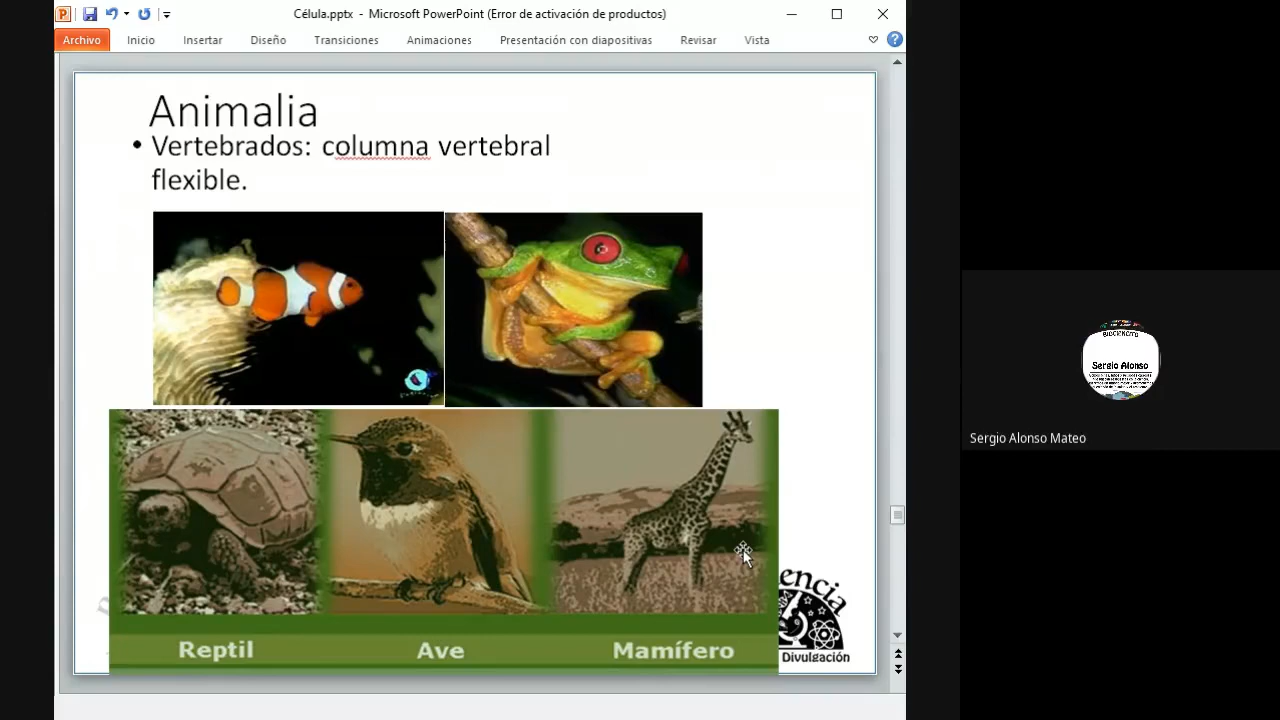 Célula.pptx - Microsoft PowerPoint (Error de activación de productos)
Archivo Inicio Insertar Diseño Transiciones Animaciones Presentación con diapositivas Revisar Vista
Animalia
• Vertebrados: columna vertebral
flexible.
Reptil Ave Mamífero
encia
Divulgación
Sergio Alonso
Sergio Alonso Mateo